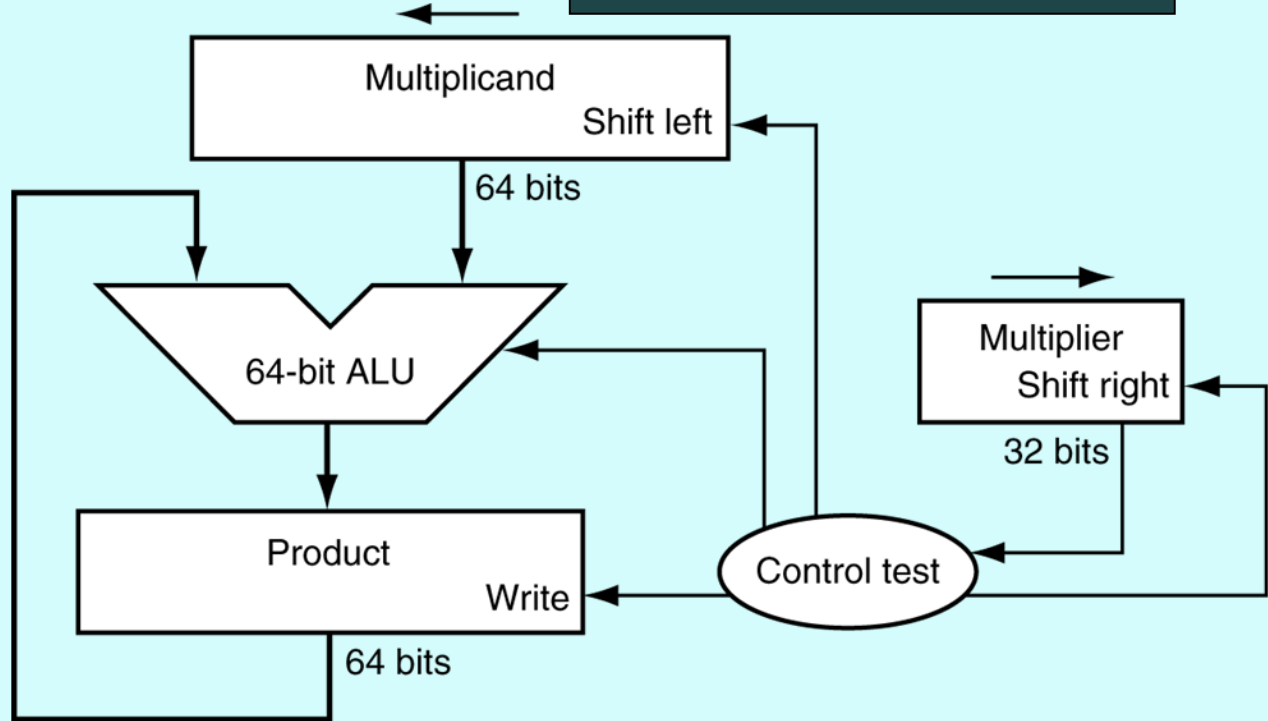 Multiplicand
Shift left
64 bits
64-bit ALU
Multiplier
Shift right
32 bits
Product
Write
Control test
64 bits